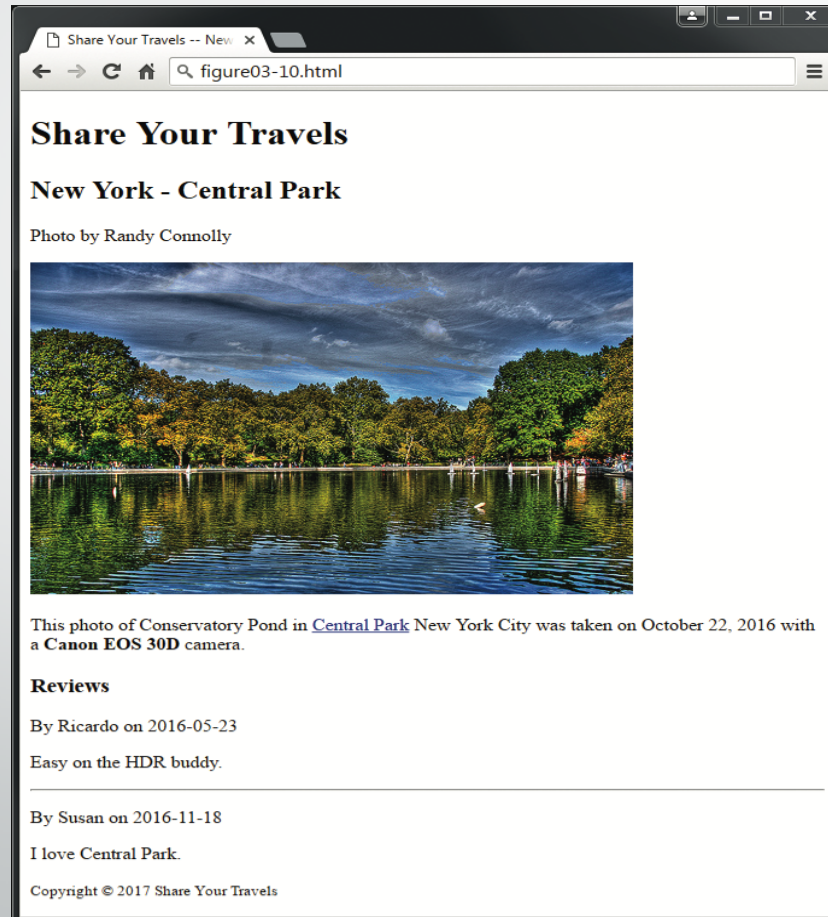 Share Your Travels -- New
figure03-10.html
Share Your Travels
New York - Central Park
Photo by Randy Connolly
This photo of Conservatory Pond in Central Park New York City was taken on October 22, 2016 with
a Canon EOS 30D camera.
Reviews
By Ricardo on 2016-05-23
Easy on the HDR buddy.
By Susan on 2016-11-18
I love Central Park.
Copyright © 2017 Share Your Travels